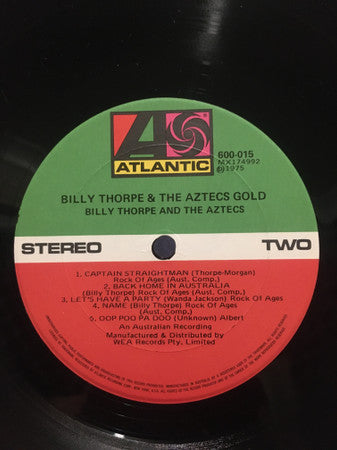 ATLANTIC
600-015
MX174992
Ⓟ1975
BILLY THORPE & THE AZTECS GOLD
BILLY THORPE AND THE AZTECS
STEREO TWO
1. CAPTAIN STRAIGHTMAN (Thorpe-Morgan)
Rock Of Ages (Aust. Comp.)
2. BACK HOME IN AUSTRALIA
(Billy Thorpe) Rock Of Ages (Aust. Comp.)
3. LET'S HAVE A PARTY (Wanda Jackson) Rock Of Ages
4. NAME (Billy Thorpe) Rock Of Ages
(Aust. Comp.)
5. OOP POO PA DOO (Unknown) Albert
An Australian Recording
Manufactured & Distributed by
WEA Records Pty. Limited